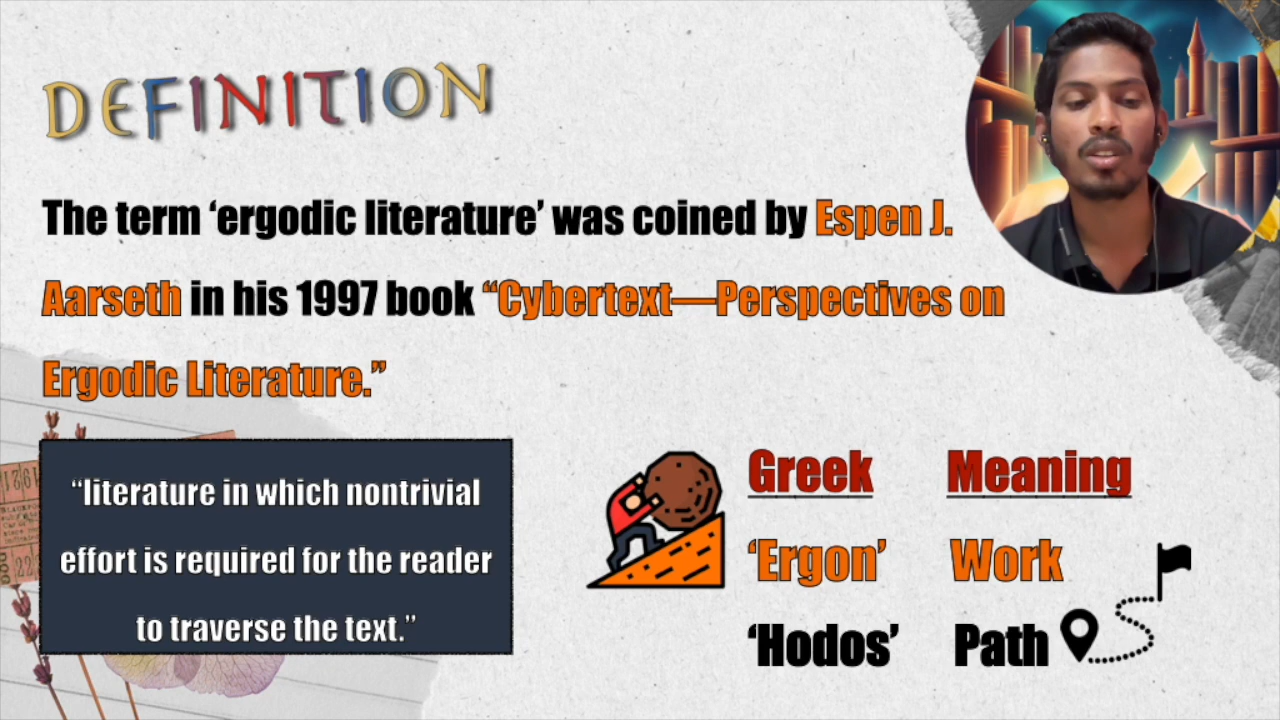 DEFINITION
The term ‘ergodic literature’ was coined by Espen J.
Aarseth in his 1997 book “Cybertext—Perspectives on
Ergodic Literature.”
“literature in which nontrivial
effort is required for the reader
to traverse the text.”
Greek Meaning
‘Ergon’ Work
‘Hodos’ Path